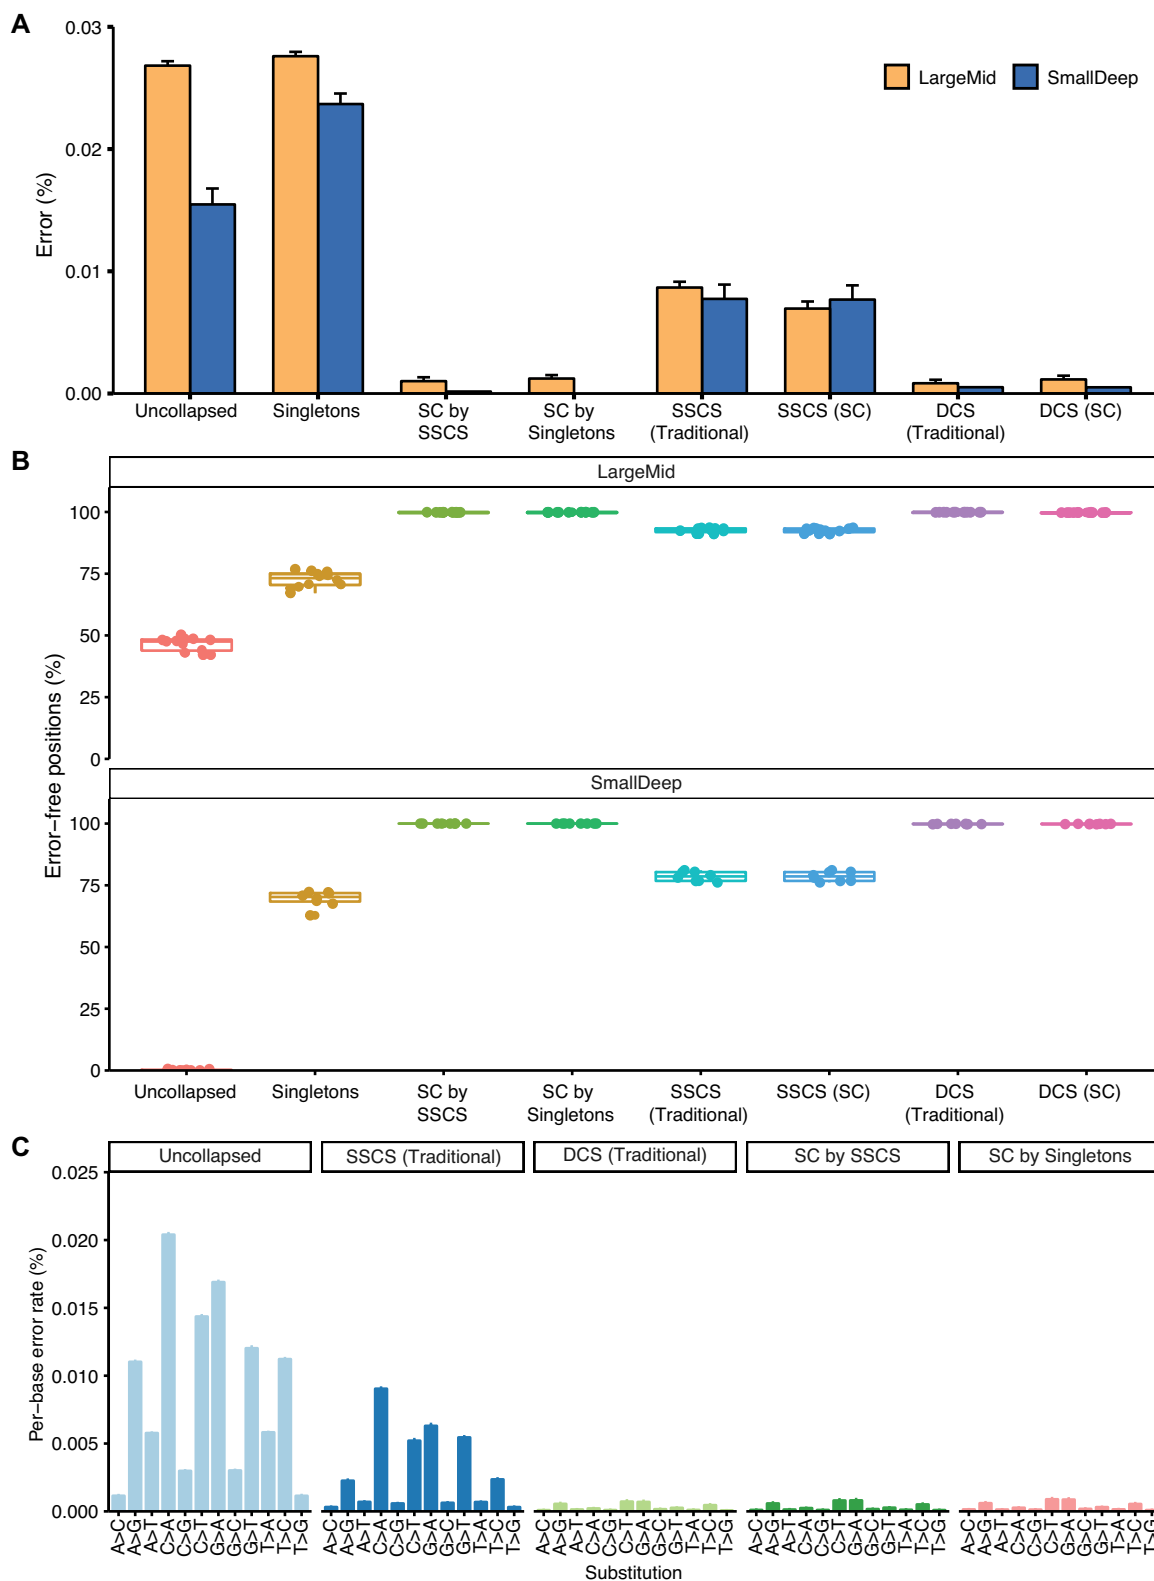 A
0.03
0.02
0.01
0.00
Error (%)
LargeMid
SmallDeep
Uncollapsed
Singletons
SC by
SSCS
SC by
Singletons
SSCS
(Traditional)
SSCS (SC)
DCS
(Traditional)
DCS (SC)
B
Error−free positions (%)
LargeMid
100
75
50
25
0
SmallDeep
100
75
50
25
0
Uncollapsed
Singletons
SC by
SSCS
SC by
Singletons
SSCS
(Traditional)
SSCS (SC)
DCS
(Traditional)
DCS (SC)
C
Uncollapsed
SSCS (Traditional)
DCS (Traditional)
SC by SSCS
SC by Singletons
Per−base error rate (%)
0.025
0.020
0.015
0.010
0.005
0.000
A>C A>G A>T C>A C>G C>T G>A G>C G>T T>A T>C T>G
A>C A>G A>T C>A C>G C>T G>A G>C G>T T>A T>C T>G
A>C A>G A>T C>A C>G C>T G>A G>C G>T T>A T>C T>G
A>C A>G A>T C>A C>G C>T G>A G>C G>T T>A T>C T>G
A>C A>G A>T C>A C>G C>T G>A G>C G>T T>A T>C T>G
Substitution